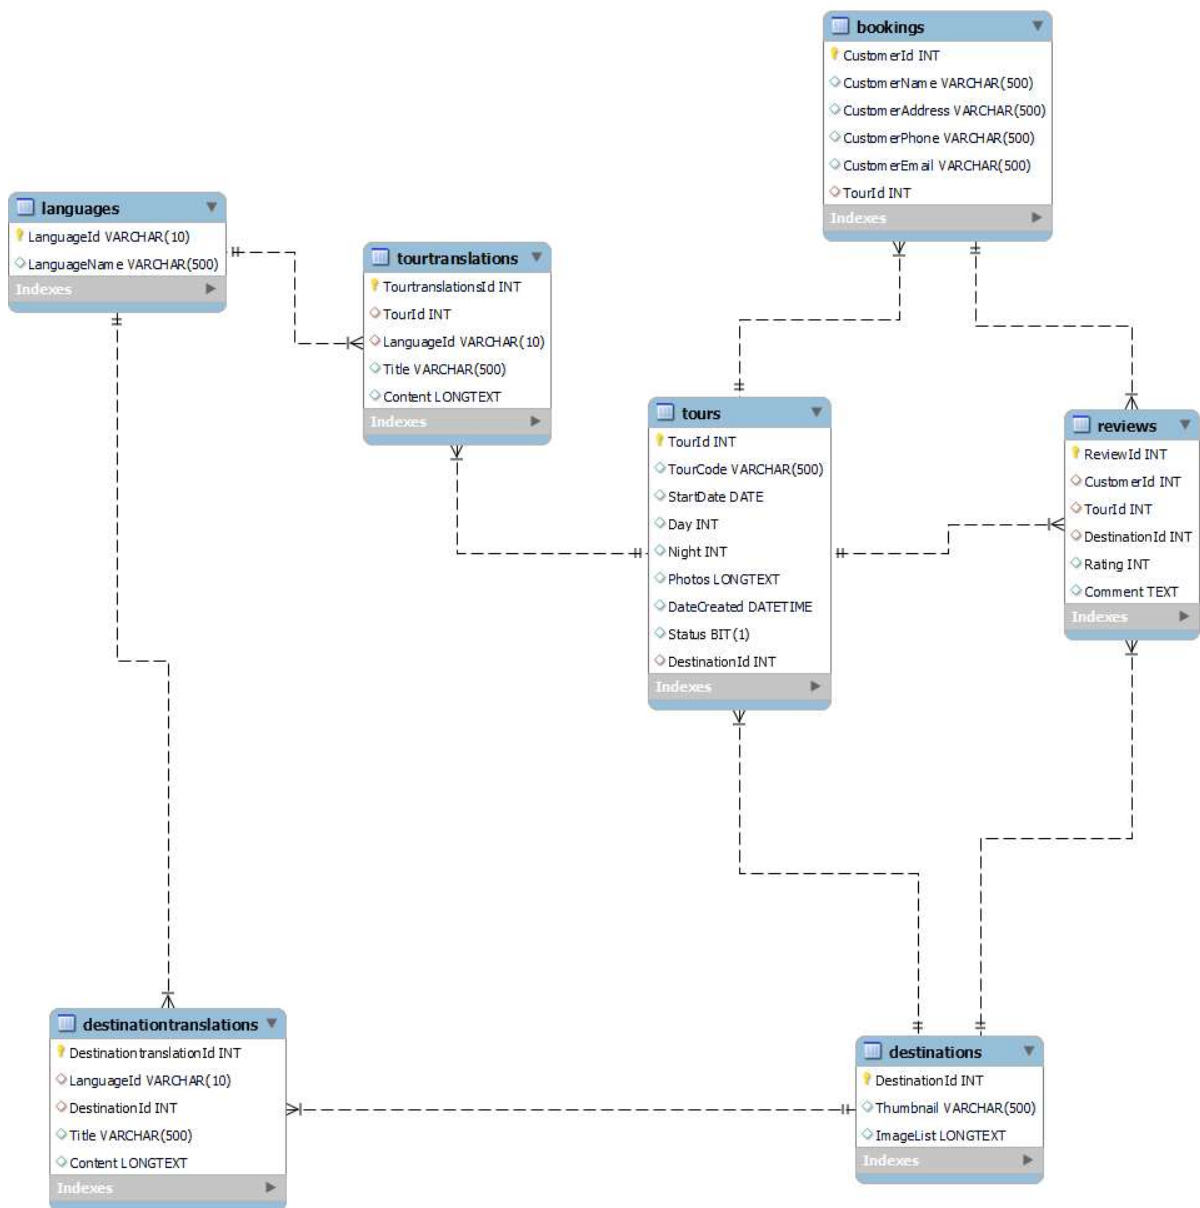 bookings
CustomerId INT
CustomerName VARCHAR(500)
CustomerAddress VARCHAR(500)
CustomerPhone VARCHAR(500)
CustomerEmail VARCHAR(500)
TourId INT
Indexes
languages
LanguageId VARCHAR(10)
LanguageName VARCHAR(500)
Indexes
tourtranslations
TourtranslationsId INT
TourId INT
LanguageId VARCHAR(10)
Title VARCHAR(500)
Content LONGTEXT
Indexes
tours
TourId INT
TourCode VARCHAR(500)
StartDate DATE
Day INT
Night INT
Photos LONGTEXT
DateCreated DATETIME
Status BIT(1)
DestinationId INT
Indexes
reviews
ReviewId INT
CustomerId INT
TourId INT
DestinationId INT
Rating INT
Comment TEXT
Indexes
destinationtranslations
DestinationtranslationId INT
LanguageId VARCHAR(10)
DestinationId INT
Title VARCHAR(500)
Content LONGTEXT
Indexes
destinations
DestinationId INT
Thumbnail VARCHAR(500)
ImageList LONGTEXT
Indexes